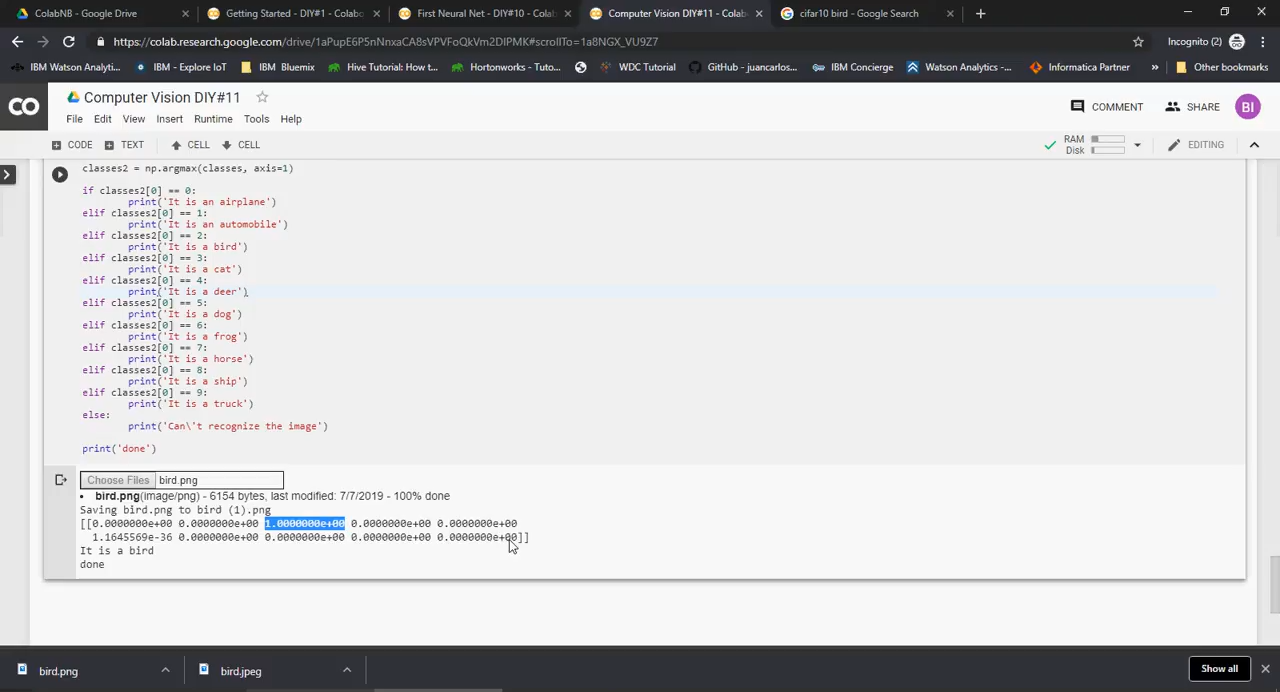 ColabNB - Google Drive
Getting Started - DIY#1 - Colabo
First Neural Net - DIY#10 - Colab
Computer Vision DIY#11 - Colab
cifar10 bird - Google Search
https://colab.research.google.com/drive/1aPupE6P5nNnxaCA8sVPVFoQkVm2DIPMK#scrollTo=1a8NGX_VU9Z7
Incognito (2)
IBM Watson Analyti...
IBM - Explore IoT
IBM Bluemix
Hive Tutorial: How t...
Hortonworks - Tuto...
WDC Tutorial
GitHub - juancarlos...
IBM Concierge
Watson Analytics -...
Informatica Partner
»
Other bookmarks
CO
Computer Vision DIY#11
COMMENT
SHARE
BI
File Edit View Insert Runtime Tools Help
CODE TEXT CELL CELL
RAM
Disk
EDITING
classes2 = np.argmax(classes, axis=1)
if classes2[0] == 0:
print('It is an airplane')
elif classes2[0] == 1:
print('It is an automobile')
elif classes2[0] == 2:
print('It is a bird')
elif classes2[0] == 3:
print('It is a cat')
elif classes2[0] == 4:
print('It is a deer')
elif classes2[0] == 5:
print('It is a dog')
elif classes2[0] == 6:
print('It is a frog')
elif classes2[0] == 7:
print('It is a horse')
elif classes2[0] == 8:
print('It is a ship')
elif classes2[0] == 9:
print('It is a truck')
else:
print('Can\'t recognize the image')
print('done')
Choose Files bird.png
• bird.png(image/png) - 6154 bytes, last modified: 7/7/2019 - 100% done
Saving bird.png to bird (1).png
[[0.0000000e+00 0.0000000e+00 1.0000000e+00 0.0000000e+00 0.0000000e+00
1.1645569e-36 0.0000000e+00 0.0000000e+00 0.0000000e+00 0.0000000e+00]]
It is a bird
done
bird.png
bird.jpeg
Show all